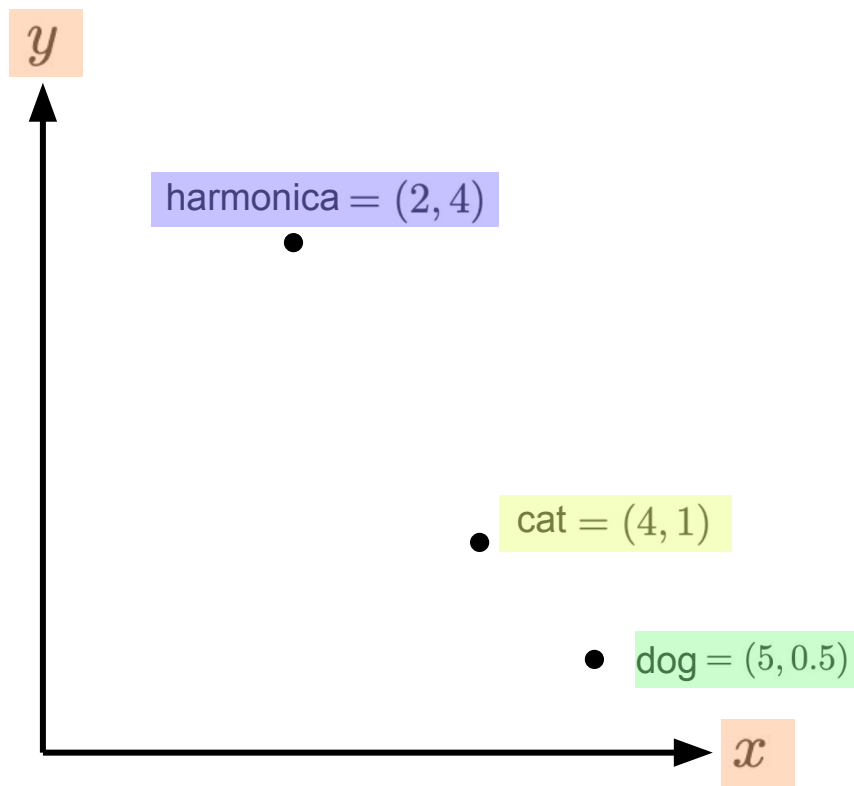 y
harmonica = (2, 4)
cat = (4, 1)
dog = (5, 0.5)
x